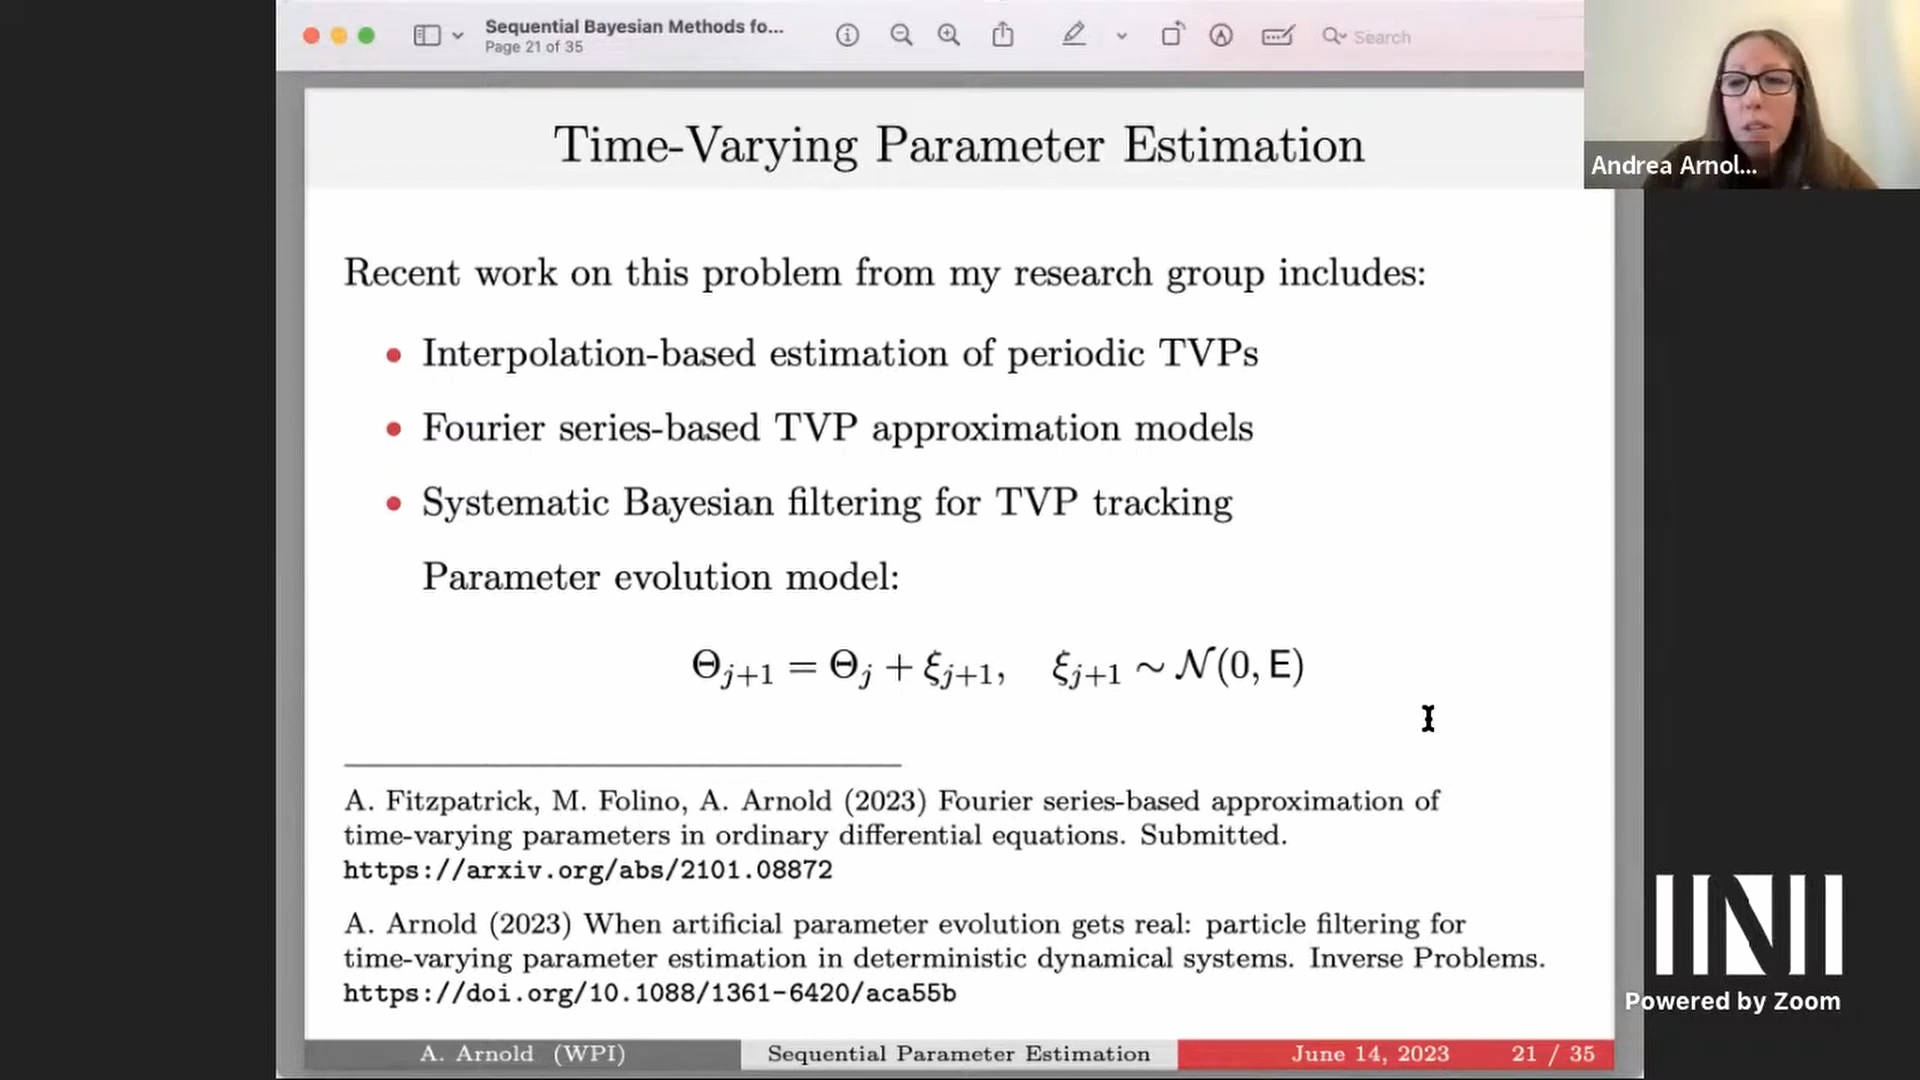 Sequential Bayesian Methods fo...
Page 21 of 35
Search
Andrea Arnol...
Time-Varying Parameter Estimation
Recent work on this problem from my research group includes:
• Interpolation-based estimation of periodic TVPs
• Fourier series-based TVP approximation models
• Systematic Bayesian filtering for TVP tracking
Parameter evolution model:
Θ_{j+1} = Θ_j + ξ_{j+1}, ξ_{j+1} ∼ 𝒩(0, E)
A. Fitzpatrick, M. Folino, A. Arnold (2023) Fourier series-based approximation of
time-varying parameters in ordinary differential equations. Submitted.
https://arxiv.org/abs/2101.08872
A. Arnold (2023) When artificial parameter evolution gets real: particle filtering for
time-varying parameter estimation in deterministic dynamical systems. Inverse Problems.
https://doi.org/10.1088/1361-6420/aca55b
INI
Powered by Zoom
A. Arnold (WPI) Sequential Parameter Estimation June 14, 2023 21 / 35